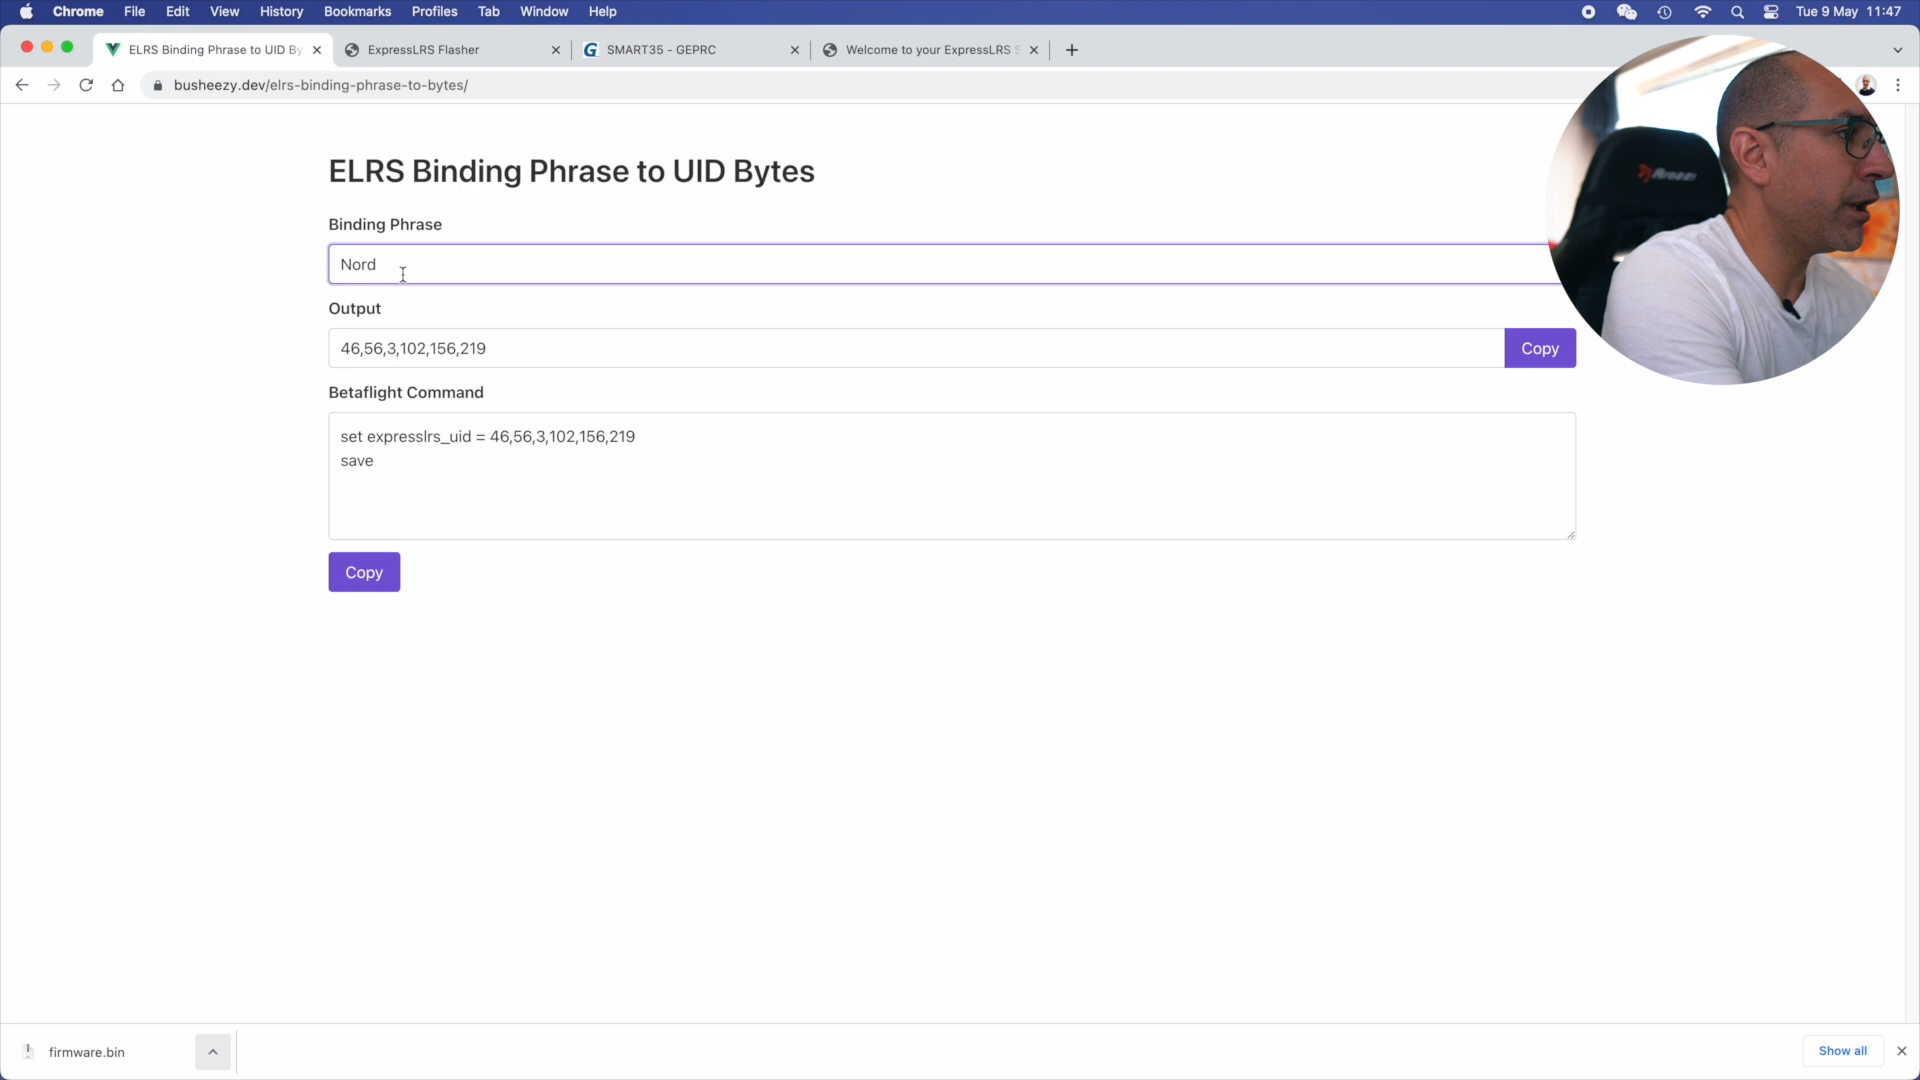 Chrome File Edit View History Bookmarks Profiles Tab Window Help
Tue 9 May 11:47
ELRS Binding Phrase to UID By
ExpressLRS Flasher
G SMART35 - GEPRC
Welcome to your ExpressLRS S
busheezy.dev/elrs-binding-phrase-to-bytes/
Arozzi
ELRS Binding Phrase to UID Bytes
Binding Phrase
Nord
Output
46,56,3,102,156,219
Copy
Betaflight Command
set expresslrs_uid = 46,56,3,102,156,219
save
Copy
firmware.bin
Show all